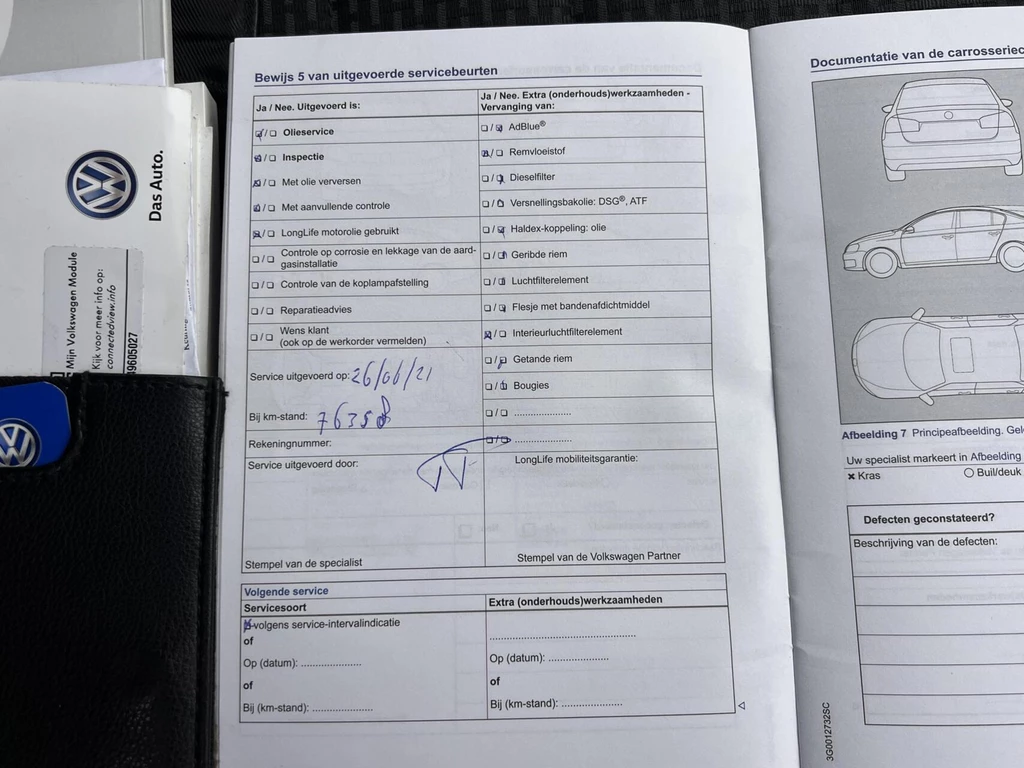 Das Auto.
Mijn Volkswagen Module
Kijk voor meer info op:
connectedview.info
49605027
Bewijs 5 van uitgevoerde servicebeurten
Ja / Nee. Uitgevoerd is:
☒/☐ Olieservice
☒/☐ Inspectie
☒/☐ Met olie verversen
☒/☐ Met aanvullende controle
☒/☐ LongLife motorolie gebruikt
☐/☐ Controle op corrosie en lekkage van de aard-
gasinstallatie
☐/☐ Controle van de koplampafstelling
☐/☐ Reparatieadvies
☐/☐ Wens klant
(ook op de werkorder vermelden)
Service uitgevoerd op: 26/06/21
Bij km-stand: 76358
Rekeningnummer:
Service uitgevoerd door:
Stempel van de specialist
Ja / Nee. Extra (onderhouds)werkzaamheden -
Vervanging van:
☐/☒ AdBlue®
☒/☐ Remvloeistof
☐/☒ Dieselfilter
☐/☒ Versnellingsbakolie: DSG®, ATF
☐/☒ Haldex-koppeling: olie
☐/☒ Geribde riem
☐/☒ Luchtfilterelement
☐/☒ Flesje met bandenafdichtmiddel
☒/☐ Interieurluchtfilterelement
☐/☒ Getande riem
☐/☒ Bougies
☐/☐ .....................
☐/☐ .....................
LongLife mobiliteitsgarantie:
Stempel van de Volkswagen Partner
Volgende service
Servicesoort
☒ volgens service-intervalindicatie
of
Op (datum): .....................
of
Bij (km-stand): .....................
Extra (onderhouds)werkzaamheden
.....................................................
Op (datum): .....................
of
Bij (km-stand): .....................
Documentatie van de carrosseriec
Afbeelding 7 Principeafbeelding. Gel
Uw specialist markeert in Afbeelding
× Kras
○ Buil/deuk
Defecten geconstateerd?
Beschrijving van de defecten:
3G0012732SC